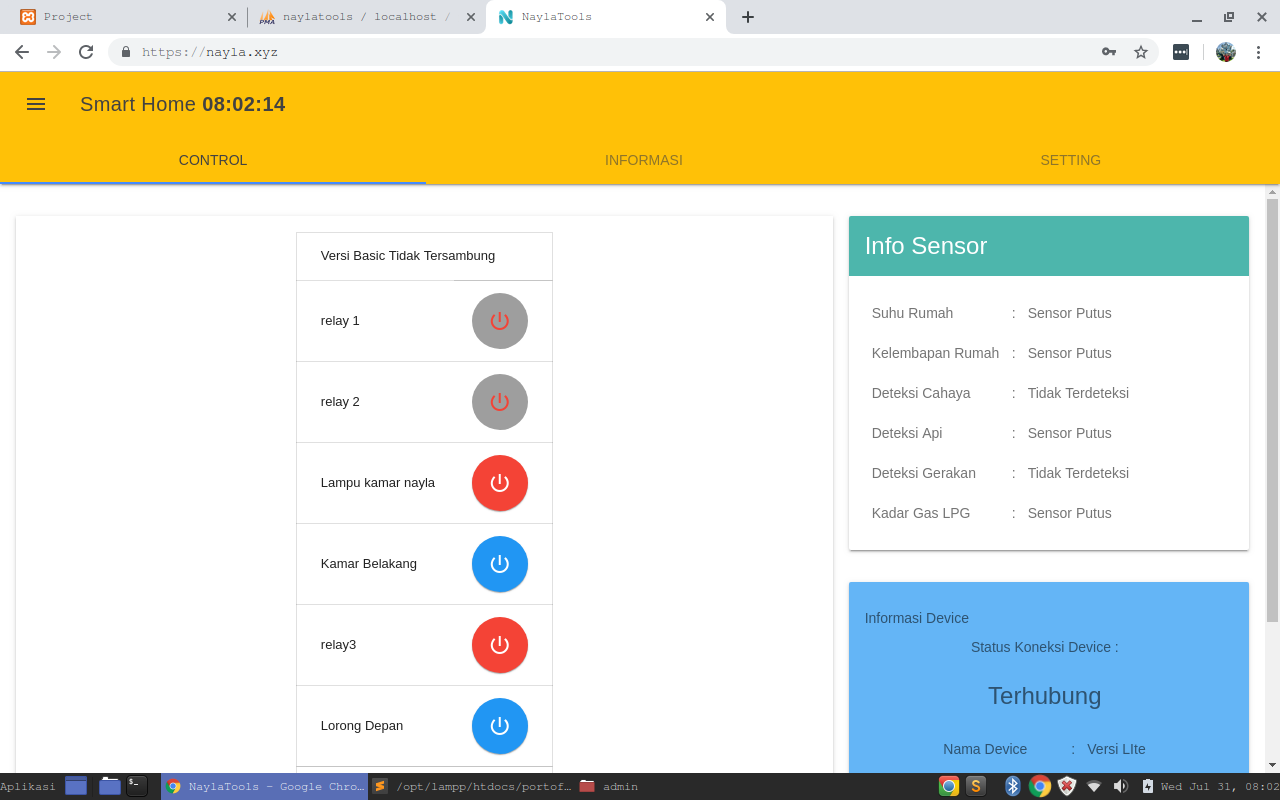 Project
naylatools / localhost /
PMA
NaylaTools
https://nayla.xyz
Smart Home 08:02:14
CONTROL
INFORMASI
SETTING
Versi Basic Tidak Tersambung
relay 1
relay 2
Lampu kamar nayla
Kamar Belakang
relay3
Lorong Depan
Info Sensor
Suhu Rumah : Sensor Putus
Kelembapan Rumah : Sensor Putus
Deteksi Cahaya : Tidak Terdeteksi
Deteksi Api : Sensor Putus
Deteksi Gerakan : Tidak Terdeteksi
Kadar Gas LPG : Sensor Putus
Informasi Device
Status Koneksi Device :
Terhubung
Nama Device : Versi LIte
Aplikasi
NaylaTools - Google Chro...
/opt/lampp/htdocs/portof...
admin
Wed Jul 31, 08:02